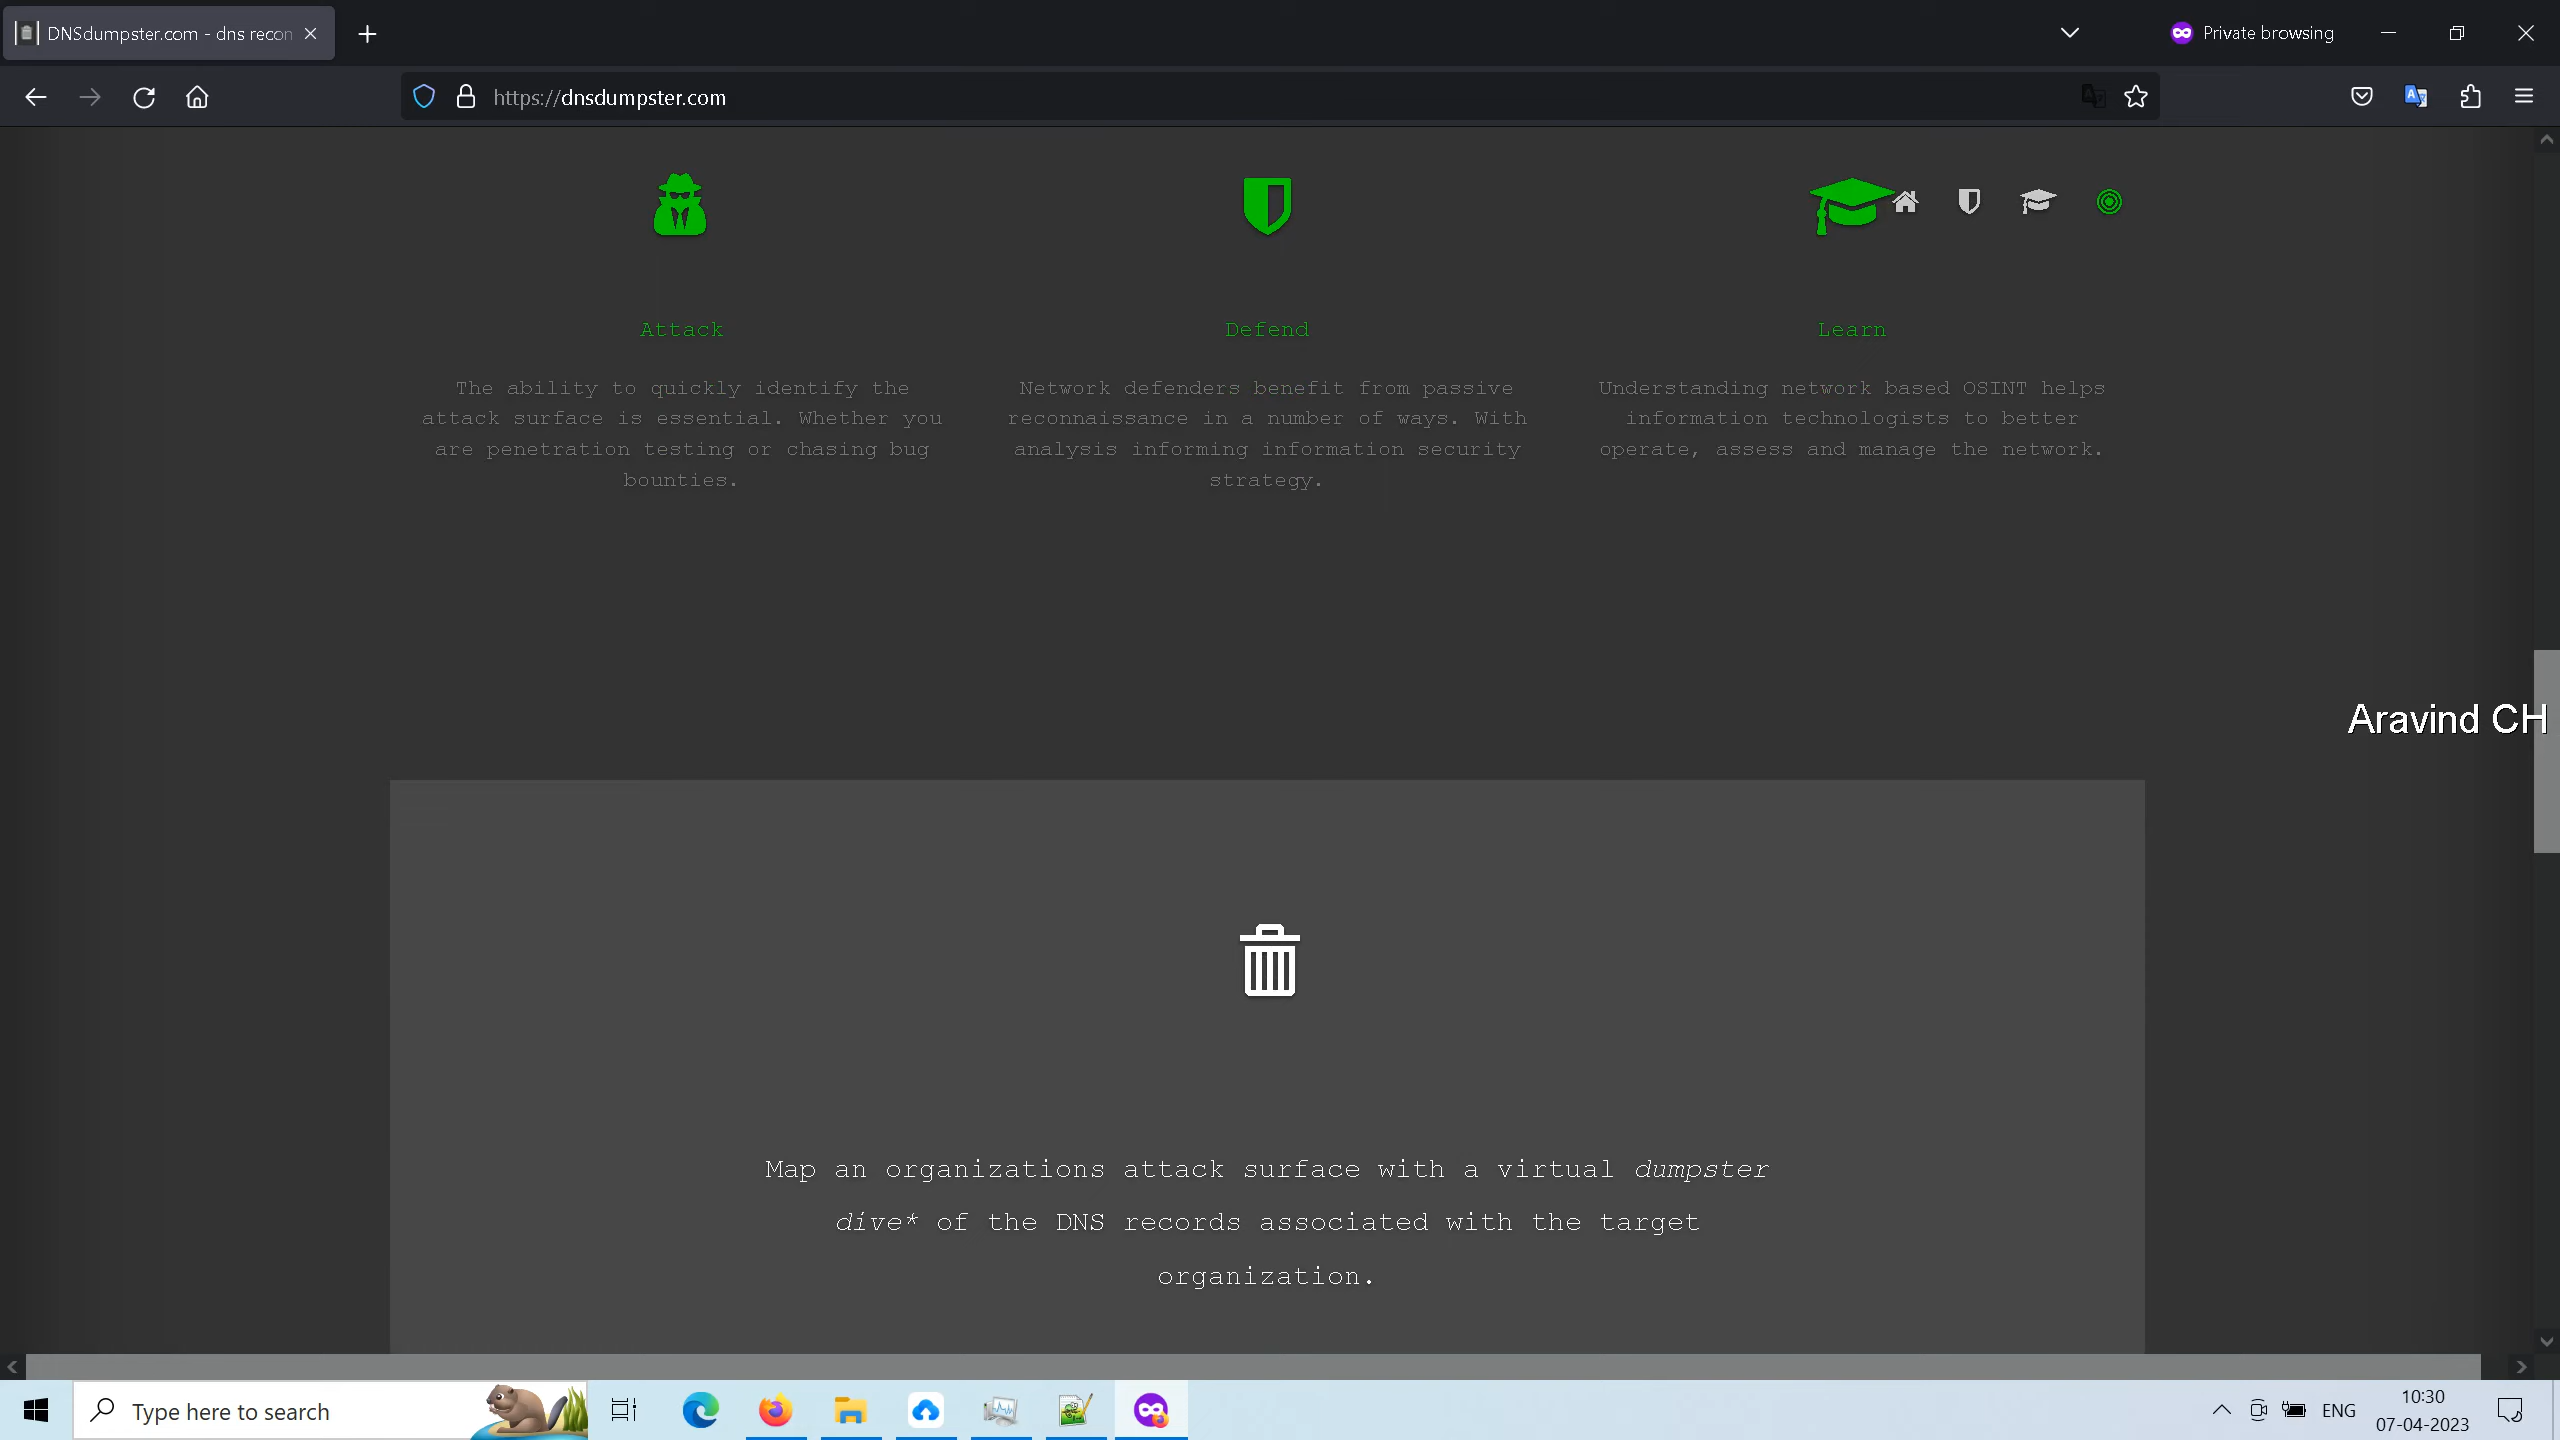 DNSdumpster.com - dns recon
Private browsing
https://dnsdumpster.com
Attack
The ability to quickly identify the
attack surface is essential. Whether you
are penetration testing or chasing bug
bounties.
Defend
Network defenders benefit from passive
reconnaissance in a number of ways. With
analysis informing information security
strategy.
Learn
Understanding network based OSINT helps
information technologists to better
operate, assess and manage the network.
Aravind CH
Map an organizations attack surface with a virtual dumpster
dive* of the DNS records associated with the target
organization.
Type here to search
ENG
10:30
07-04-2023